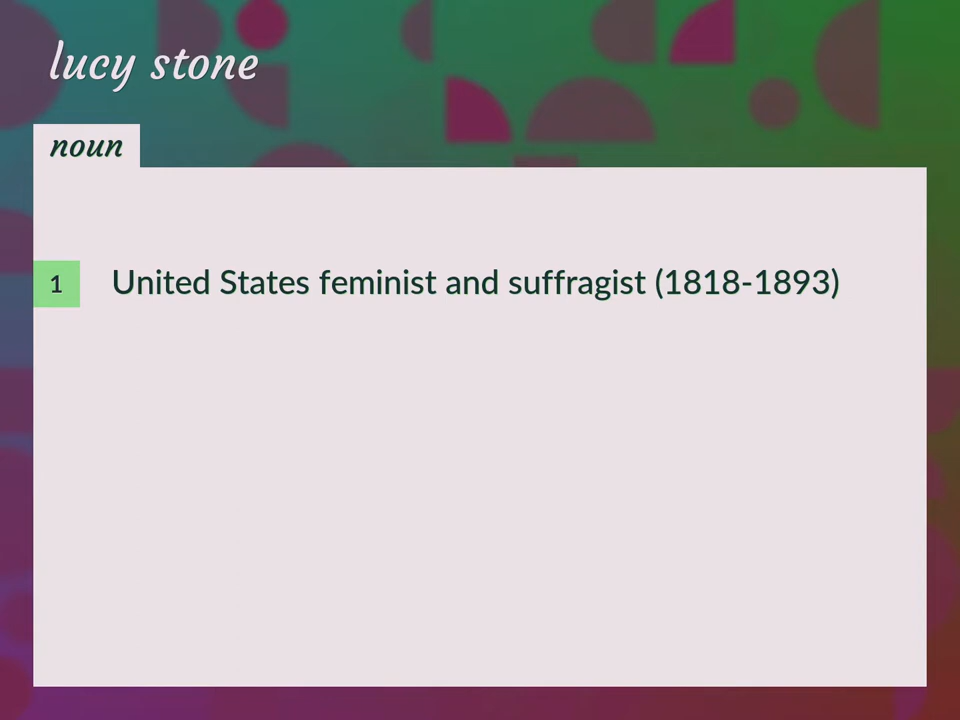 lucy stone
noun
1 United States feminist and suffragist (1818-1893)